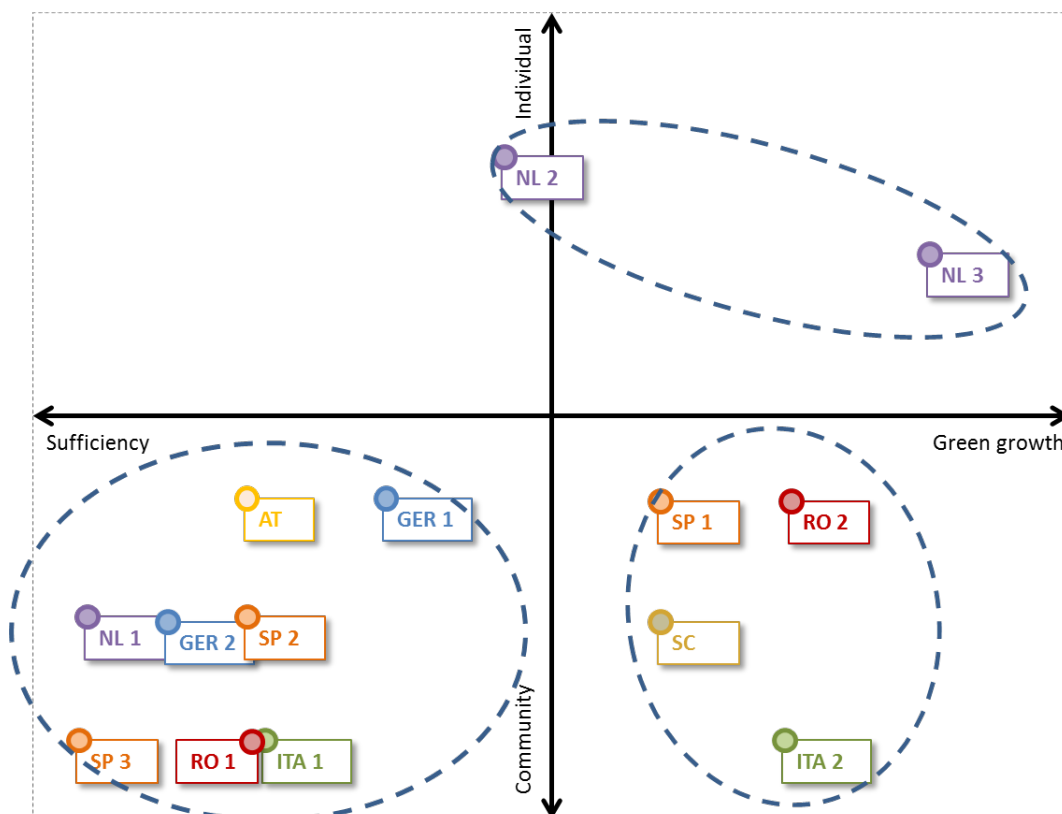 Individual
NL 2
NL 3
Sufficiency
Green growth
AT
GER 1
SP 1
RO 2
NL 1
GER 2
SP 2
SC
Community
SP 3
RO 1
ITA 1
ITA 2